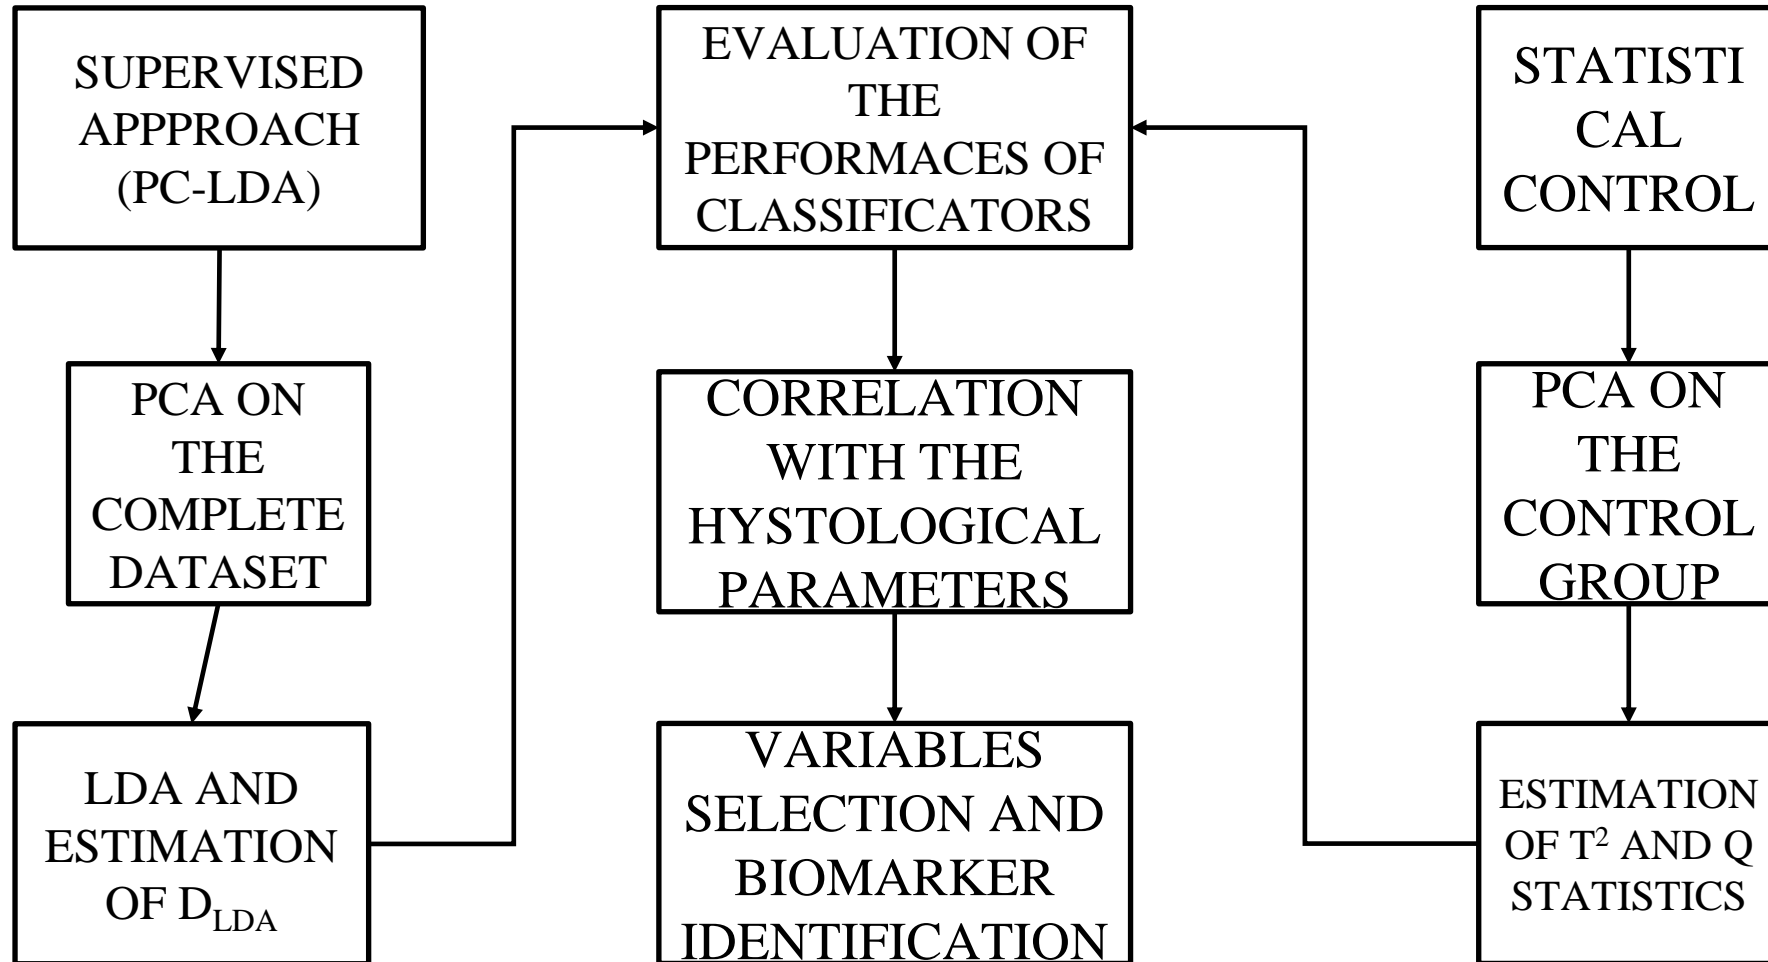 SUPERVISED
APPPROACH
(PC-LDA)
PCA ON
THE
COMPLETE
DATASET
LDA AND
ESTIMATION
OF D_LDA
EVALUATION OF
THE
PERFORMACES OF
CLASSIFICATORS
CORRELATION
WITH THE
HYSTOLOGICAL
PARAMETERS
VARIABLES
SELECTION AND
BIOMARKER
IDENTIFICATION
STATISTI
CAL
CONTROL
PCA ON
THE
CONTROL
GROUP
ESTIMATION
OF T² AND Q
STATISTICS